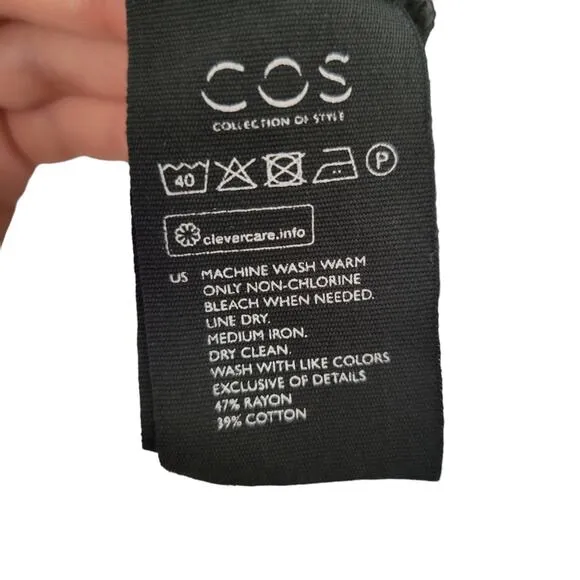 COS
COLLECTION OF STYLE
40 P
clevercare.info
US MACHINE WASH WARM
ONLY NON-CHLORINE
BLEACH WHEN NEEDED.
LINE DRY.
MEDIUM IRON.
DRY CLEAN.
WASH WITH LIKE COLORS
EXCLUSIVE OF DETAILS
47% RAYON
39% COTTON